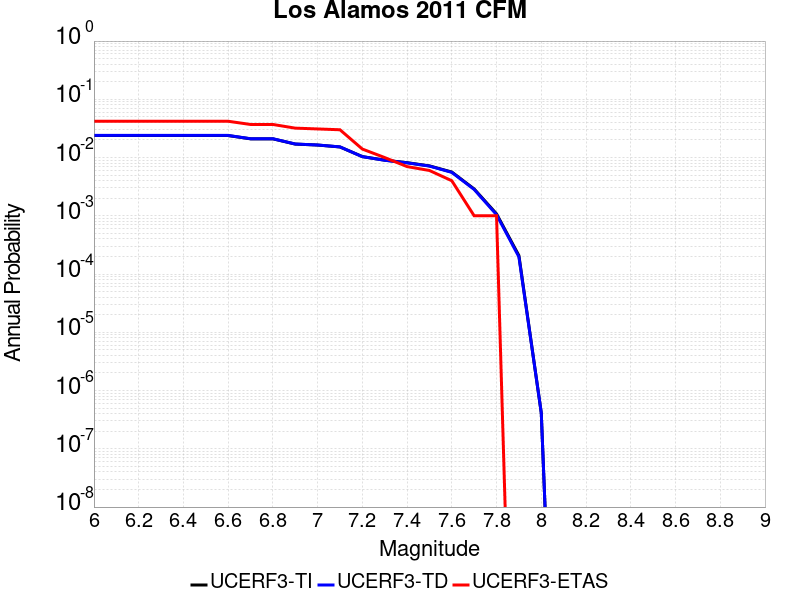 Los Alamos 2011 CFM
10^0
10^-1
10^-2
10^-3
10^-4
10^-5
10^-6
10^-7
10^-8
Annual Probability
6 6.2 6.4 6.6 6.8 7 7.2 7.4 7.6 7.8 8 8.2 8.4 8.6 8.8 9
Magnitude
UCERF3-TI UCERF3-TD UCERF3-ETAS